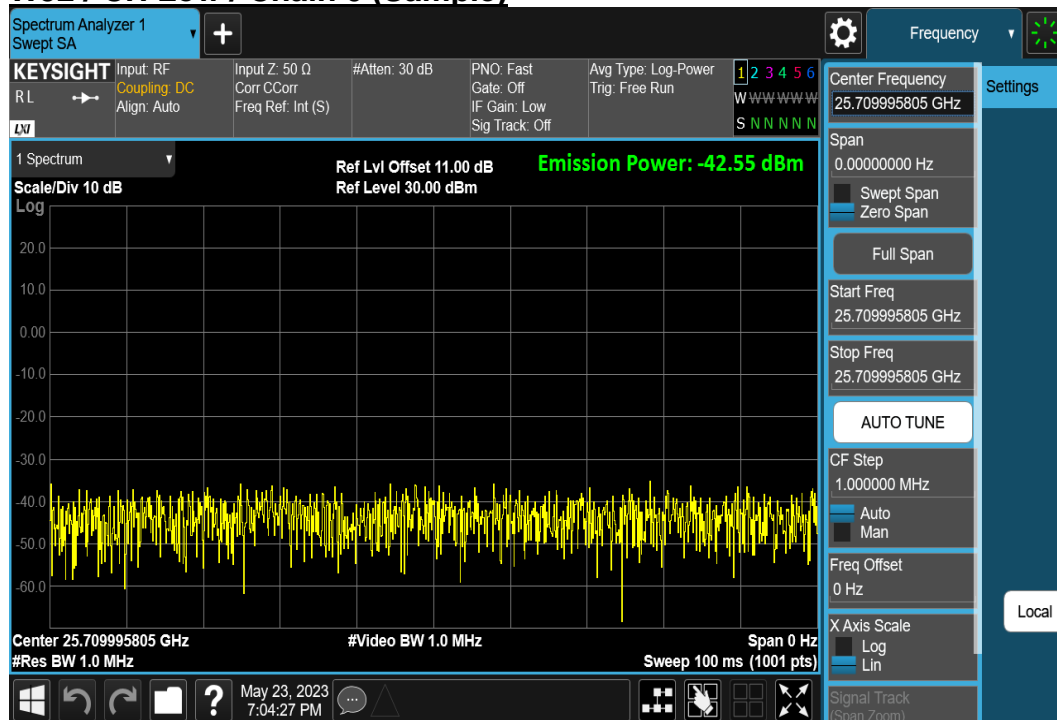 Spectrum Analyzer 1
Swept SA
Frequency
KEYSIGHT
R L
LXI
Input: RF
Coupling: DC
Align: Auto
Input Z: 50 Ω
Corr CCorr
Freq Ref: Int (S)
#Atten: 30 dB
PNO: Fast
Gate: Off
IF Gain: Low
Sig Track: Off
Avg Type: Log-Power
Trig: Free Run
1 2 3 4 5 6
W W W W W W
S N N N N N
1 Spectrum
Scale/Div 10 dB
Log
Ref Lvl Offset 11.00 dB
Ref Level 30.00 dBm
Emission Power: -42.55 dBm
20.0
10.0
0.00
-10.0
-20.0
-30.0
-40.0
-50.0
-60.0
Center 25.709995805 GHz
#Video BW 1.0 MHz
Span 0 Hz
#Res BW 1.0 MHz
Sweep 100 ms (1001 pts)
?
May 23, 2023
7:04:27 PM
Center Frequency
25.709995805 GHz
Span
0.00000000 Hz
Swept Span
Zero Span
Full Span
Start Freq
25.709995805 GHz
Stop Freq
25.709995805 GHz
AUTO TUNE
CF Step
1.000000 MHz
Auto
Man
Freq Offset
0 Hz
X Axis Scale
Log
Lin
Signal Track
(Span Zoom)
Settings
Local